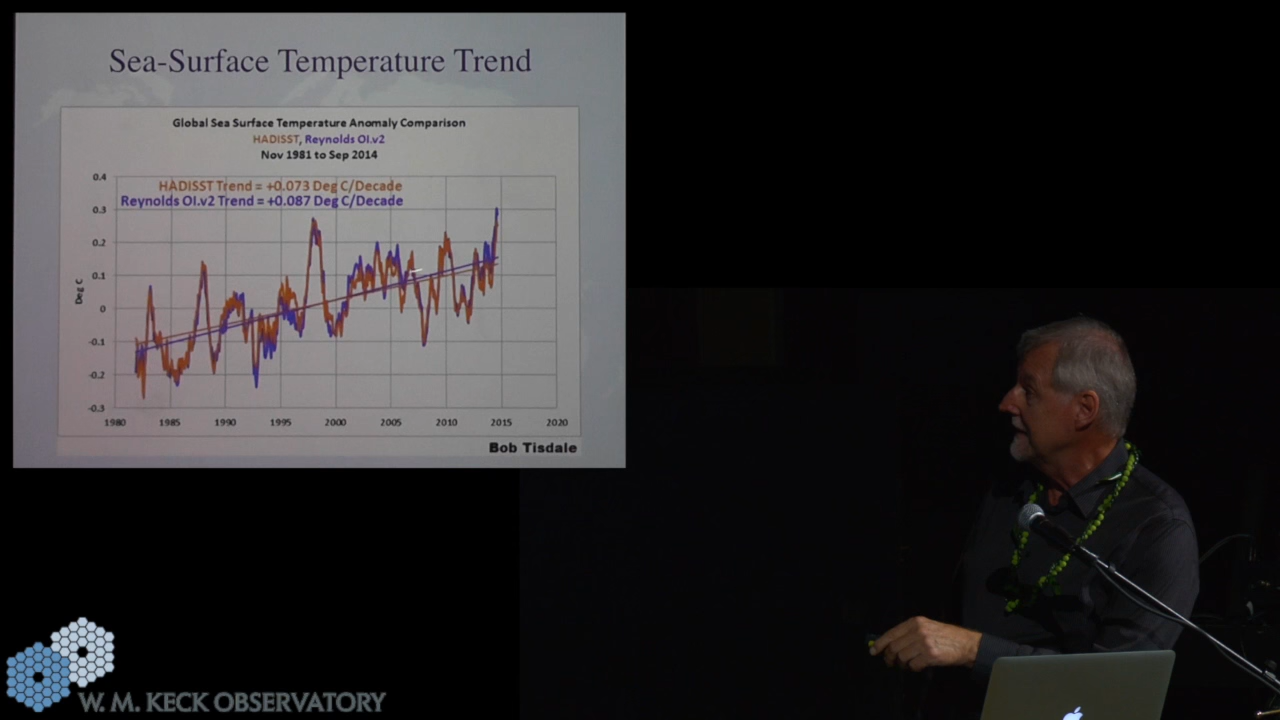 Sea-Surface Temperature Trend
Global Sea Surface Temperature Anomaly Comparison
HADISST, Reynolds OI.v2
Nov 1981 to Sep 2014
HADISST Trend = +0.073 Deg C/Decade
Reynolds OI.v2 Trend = +0.087 Deg C/Decade
0.4
0.3
0.2
0.1
0
-0.1
-0.2
-0.3
Deg C
1980 1985 1990 1995 2000 2005 2010 2015 2020
Bob Tisdale
W. M. KECK OBSERVATORY